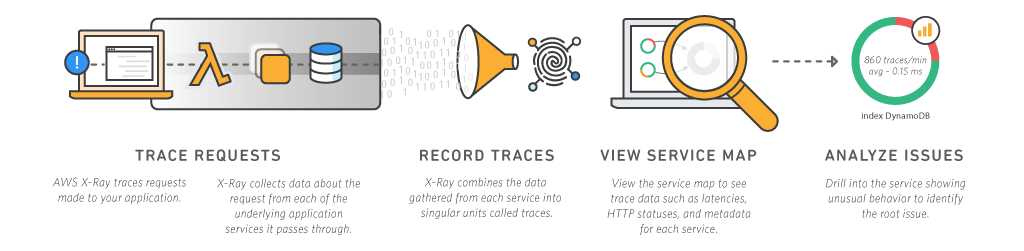 860 traces/min
avg - 0.15 ms
index DynamoDB
TRACE REQUESTS
AWS X-Ray traces requests
made to your application.
X-Ray collects data about the
request from each of the
underlying application
services it passes through.
RECORD TRACES
X-Ray combines the data
gathered from each service into
singular units called traces.
VIEW SERVICE MAP
View the service map to see
trace data such as latencies,
HTTP statuses, and metadata
for each service.
ANALYZE ISSUES
Drill into the service showing
unusual behavior to identify
the root issue.